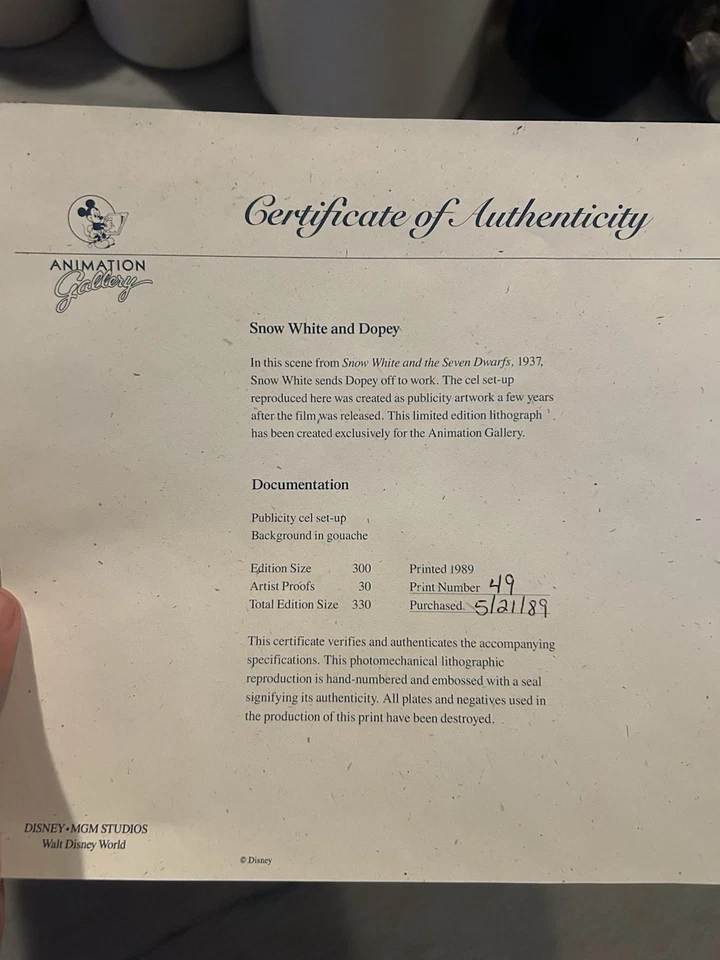 Certificate of Authenticity
ANIMATION
Gallery
Snow White and Dopey
In this scene from Snow White and the Seven Dwarfs, 1937,
Snow White sends Dopey off to work. The cel set-up
reproduced here was created as publicity artwork a few years
after the film was released. This limited edition lithograph
has been created exclusively for the Animation Gallery.
Documentation
Publicity cel set-up
Background in gouache
Edition Size 300 Printed 1989
Artist Proofs 30 Print Number 49
Total Edition Size 330 Purchased 5/21/89
This certificate verifies and authenticates the accompanying
specifications. This photomechanical lithographic
reproduction is hand-numbered and embossed with a seal
signifying its authenticity. All plates and negatives used in
the production of this print have been destroyed.
DISNEY•MGM STUDIOS
Walt Disney World
© Disney